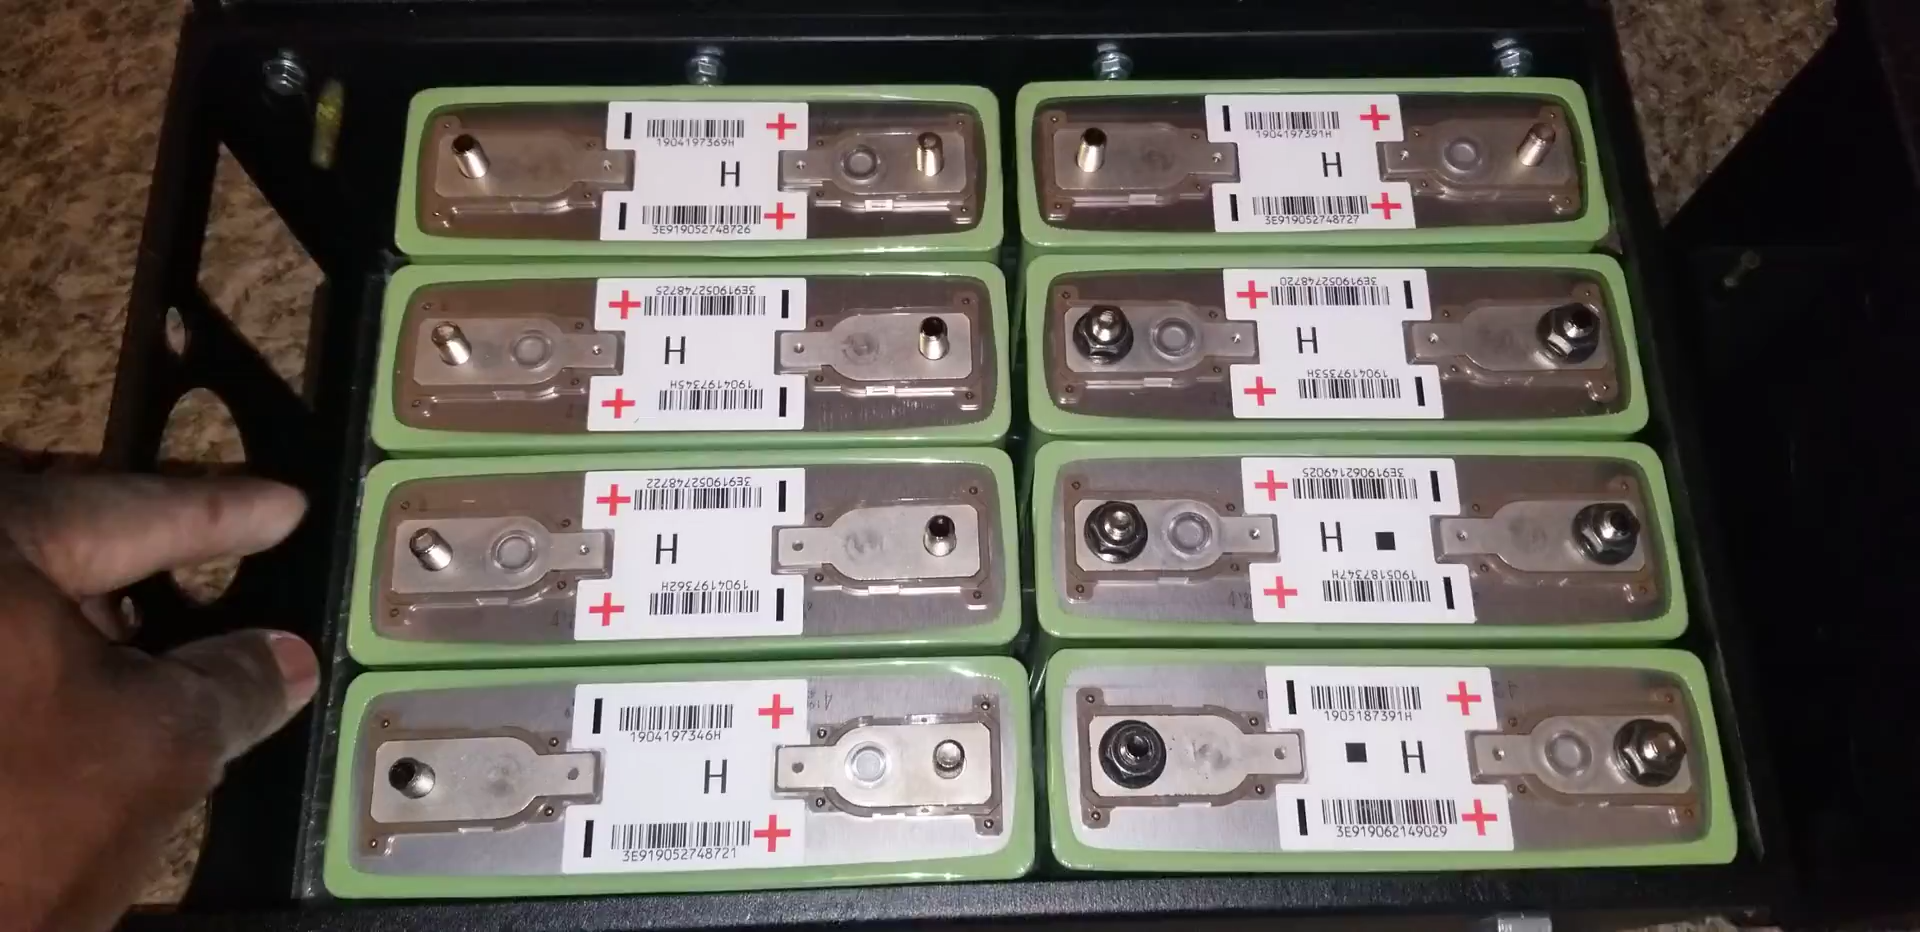 1904197369H
H
3E919052748726
1904197391H
H
3E919052748727
3E919052748725
H
1904197345H
3E919052748720
H
1904197353H
3E919052748722
H
1904197362H
3E919062149025
H
1905187347H
1904197346H
H
3E919052748721
1905187391H
H
3E919062149029